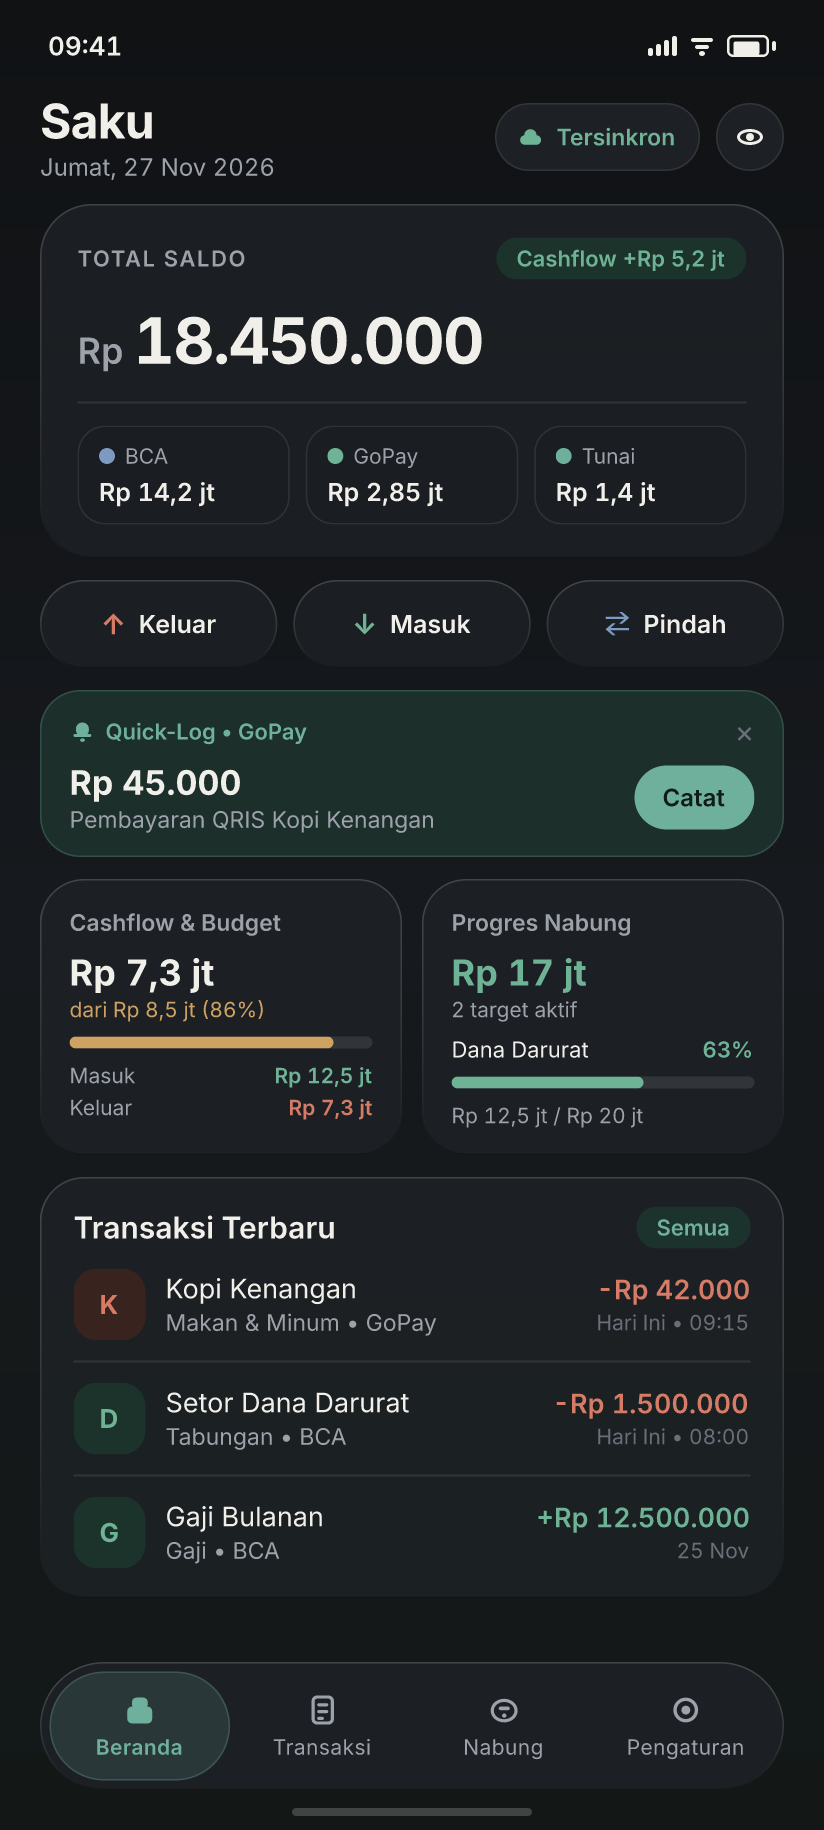 09:41
Saku
Jumat, 27 Nov 2026
Tersinkron
TOTAL SALDO
Cashflow +Rp 5,2 jt
Rp 18.450.000
BCA
Rp 14,2 jt
GoPay
Rp 2,85 jt
Tunai
Rp 1,4 jt
Keluar
Masuk
Pindah
Quick-Log • GoPay
Rp 45.000
Pembayaran QRIS Kopi Kenangan
Catat
Cashflow & Budget
Rp 7,3 jt
dari Rp 8,5 jt (86%)
Masuk Rp 12,5 jt
Keluar Rp 7,3 jt
Progres Nabung
Rp 17 jt
2 target aktif
Dana Darurat 63%
Rp 12,5 jt / Rp 20 jt
Transaksi Terbaru
Semua
K
Kopi Kenangan
Makan & Minum • GoPay
-Rp 42.000
Hari Ini • 09:15
D
Setor Dana Darurat
Tabungan • BCA
-Rp 1.500.000
Hari Ini • 08:00
G
Gaji Bulanan
Gaji • BCA
+Rp 12.500.000
25 Nov
Beranda
Transaksi
Nabung
Pengaturan